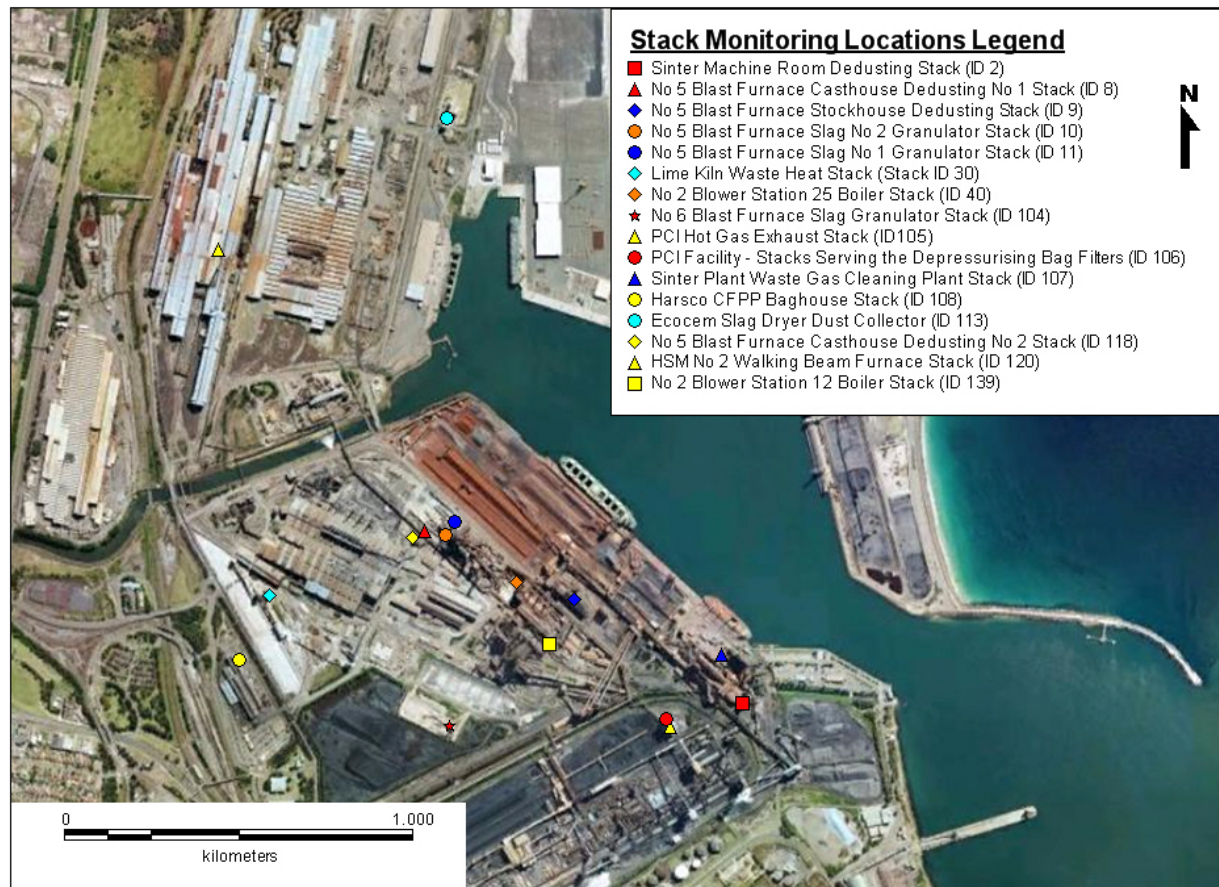 Stack Monitoring Locations Legend
Sinter Machine Room Dedusting Stack (ID 2)
No 5 Blast Furnace Casthouse Dedusting No 1 Stack (ID 8)
No 5 Blast Furnace Stockhouse Dedusting Stack (ID 9)
No 5 Blast Furnace Slag No 2 Granulator Stack (ID 10)
No 5 Blast Furnace Slag No 1 Granulator Stack (ID 11)
Lime Kiln Waste Heat Stack (Stack ID 30)
No 2 Blower Station 25 Boiler Stack (ID 40)
No 6 Blast Furnace Slag Granulator Stack (ID 104)
PCI Hot Gas Exhaust Stack (ID105)
PCI Facility - Stacks Serving the Depressurising Bag Filters (ID 106)
Sinter Plant Waste Gas Cleaning Plant Stack (ID 107)
Harsco CFPP Baghouse Stack (ID 108)
Ecocem Slag Dryer Dust Collector (ID 113)
No 5 Blast Furnace Casthouse Dedusting No 2 Stack (ID 118)
HSM No 2 Walking Beam Furnace Stack (ID 120)
No 2 Blower Station 12 Boiler Stack (ID 139)
N
0 1.000
kilometers